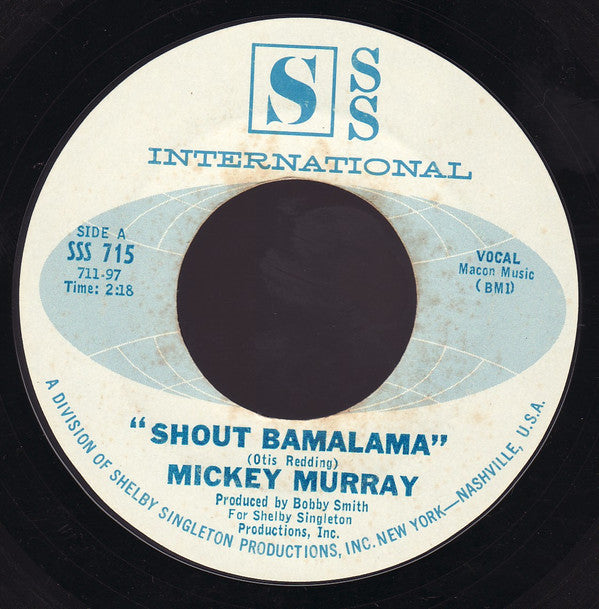 S S
S
INTERNATIONAL
SIDE A
SSS 715
711-97
Time: 2:18
VOCAL
Macon Music
(BMI)
"SHOUT BAMALAMA"
(Otis Redding)
MICKEY MURRAY
Produced by Bobby Smith
For Shelby Singleton
Productions, Inc.
A DIVISION OF SHELBY SINGLETON PRODUCTIONS, INC. NEW YORK—NASHVILLE, U.S.A.